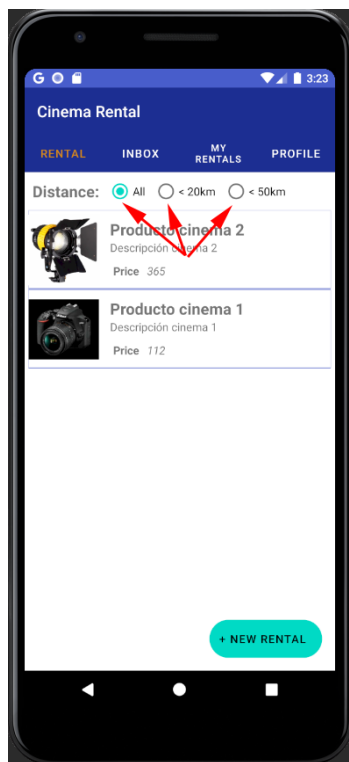 G 3:23
Cinema Rental
RENTAL INBOX MY RENTALS PROFILE
Distance: All < 20km < 50km
Producto cinema 2
Descripción cinema 2
Price 365
Producto cinema 1
Descripción cinema 1
Price 112
+ NEW RENTAL